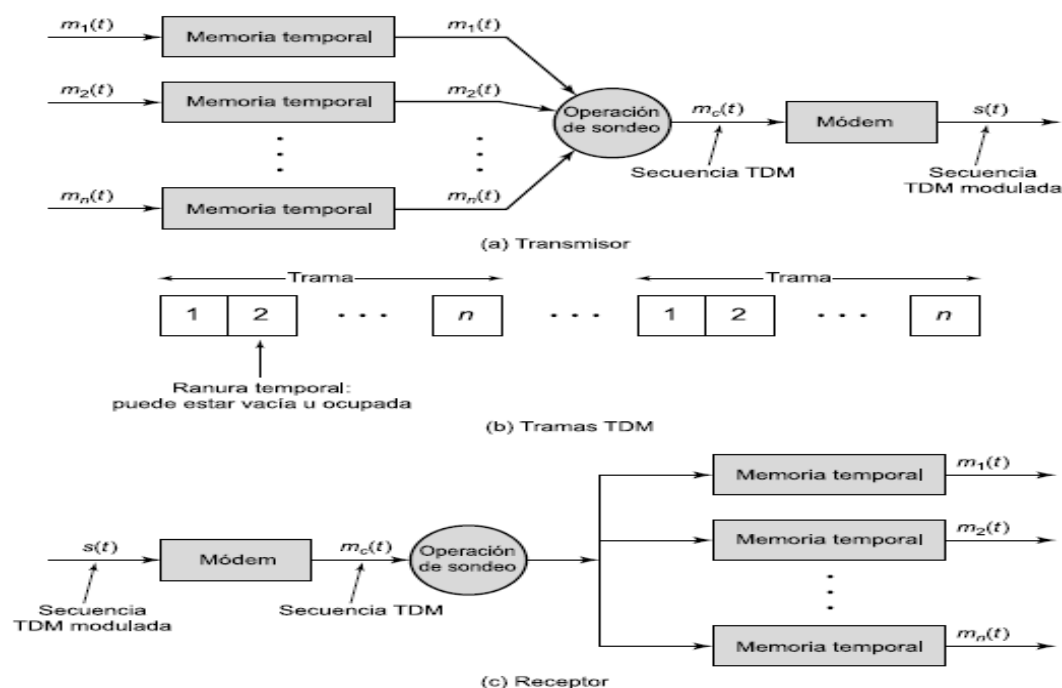 m₁(t) Memoria temporal m₁(t)
m₂(t) Memoria temporal m₂(t)
Operación
de sondeo
m_c(t) Módem s(t)
Secuencia TDM
Secuencia
TDM modulada
mₙ(t) Memoria temporal mₙ(t)
(a) Transmisor
Trama Trama
1 2 · · · n · · · 1 2 · · · n
Ranura temporal:
puede estar vacía u ocupada
(b) Tramas TDM
Memoria temporal m₁(t)
s(t) Módem m_c(t) Operación
de sondeo
Memoria temporal m₂(t)
Secuencia
TDM modulada
Secuencia TDM
Memoria temporal mₙ(t)
(c) Receptor